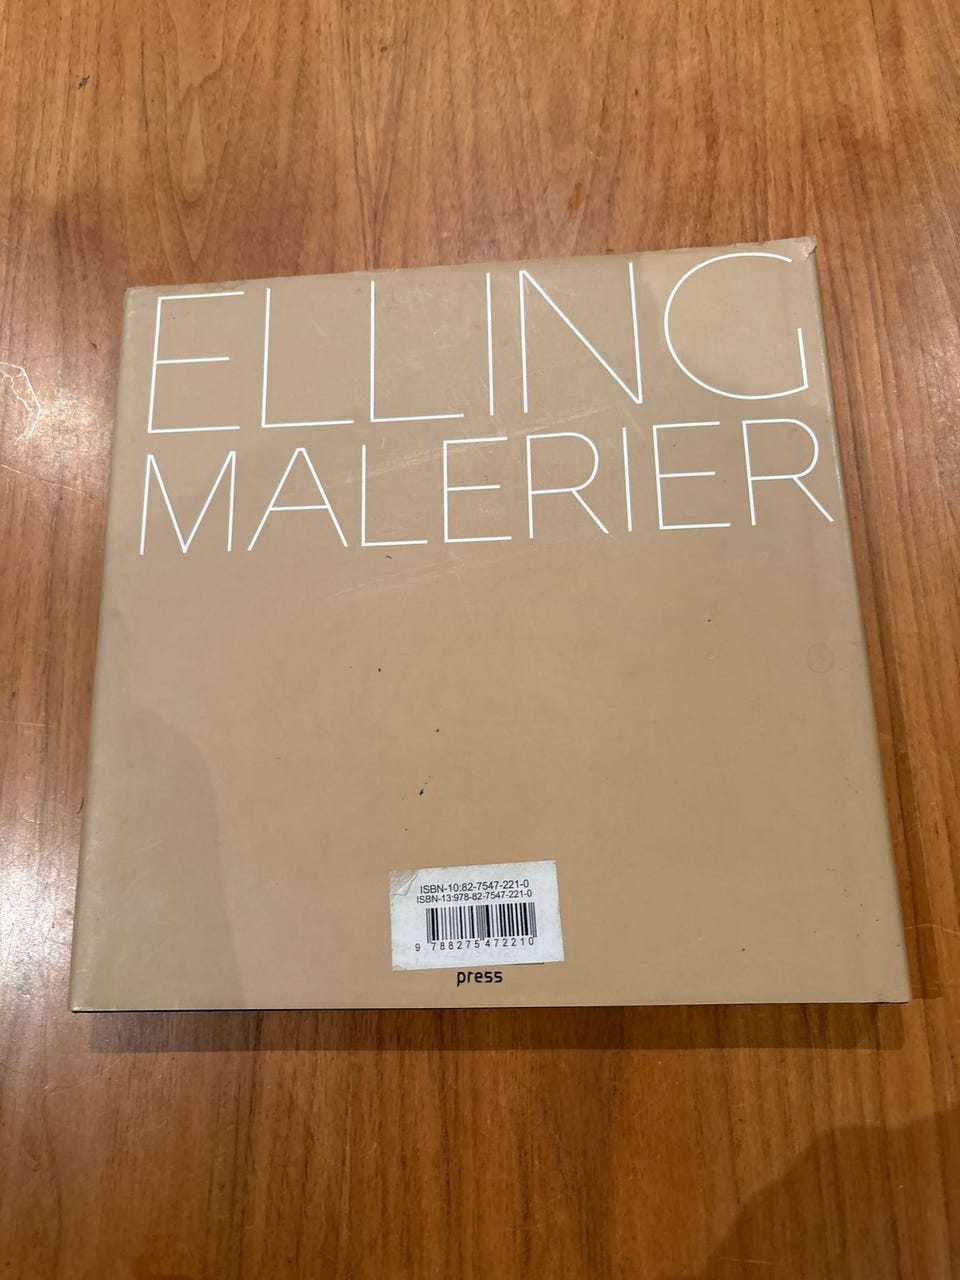 ELLING
MALERIER
ISBN-10:82-7547-221-0
ISBN-13:978-82-7547-221-0
9 788275 472210
press